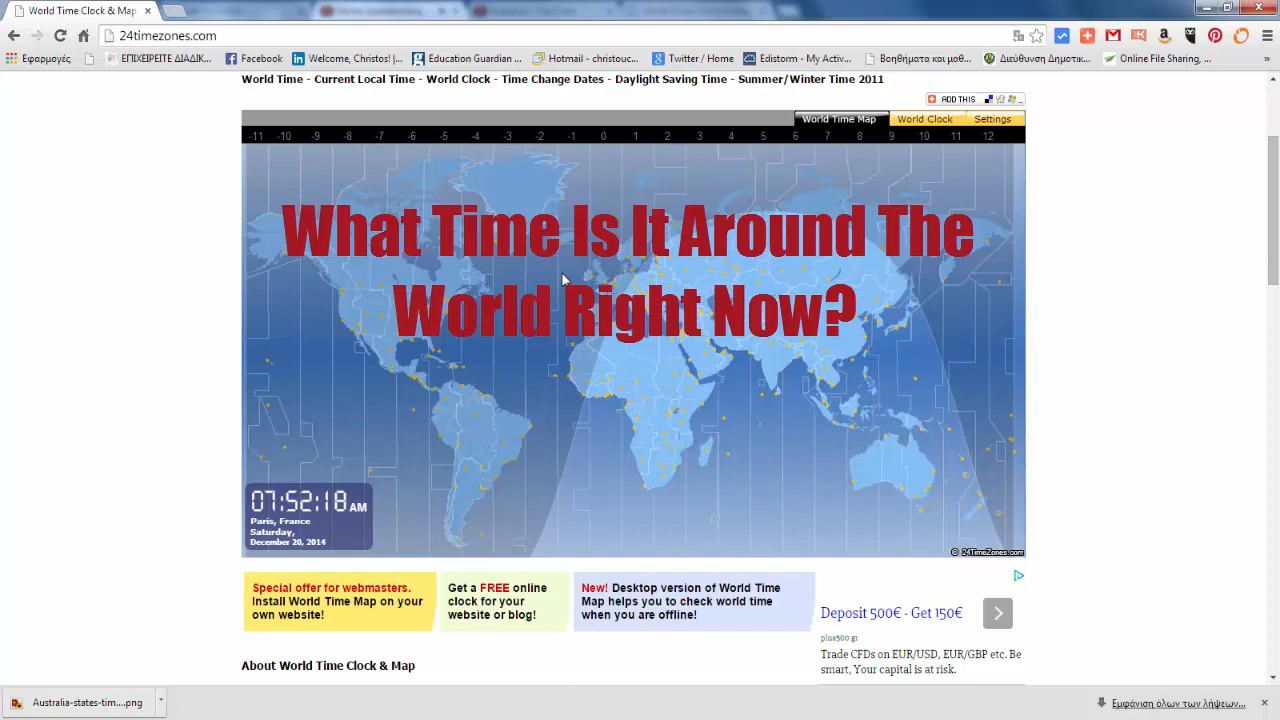 World Time Clock & Map
24timezones.com
Εφαρμογές
ΕΠΙΧΕΙΡΕΙΤΕ ΔΙΑΔΙΚ...
Facebook
Welcome, Christos! |...
Education Guardian ...
Hotmail - christouc...
Twitter / Home
Edistorm - My Activ...
Βοηθήματα και μαθ...
Διεύθυνση Δημοτικ...
Online File Sharing, ...
World Time - Current Local Time - World Clock - Time Change Dates - Daylight Saving Time - Summer/Winter Time 2011
ADD THIS
World Time Map World Clock Settings
-11 -10 -9 -8 -7 -6 -5 -4 -3 -2 -1 0 1 2 3 4 5 6 7 8 9 10 11 12
What Time Is It Around The
World Right Now?
07:52:18 AM
Paris, France
Saturday,
December 20, 2014
© 24TimeZones.com
Special offer for webmasters.
Install World Time Map on your
own website!
Get a FREE online
clock for your
website or blog!
New! Desktop version of World Time
Map helps you to check world time
when you are offline!
Deposit 500€ - Get 150€
plus500.gr
Trade CFDs on EUR/USD, EUR/GBP etc. Be
smart, Your capital is at risk.
About World Time Clock & Map
Australia-states-tim....png
Εμφάνιση όλων των λήψεων...